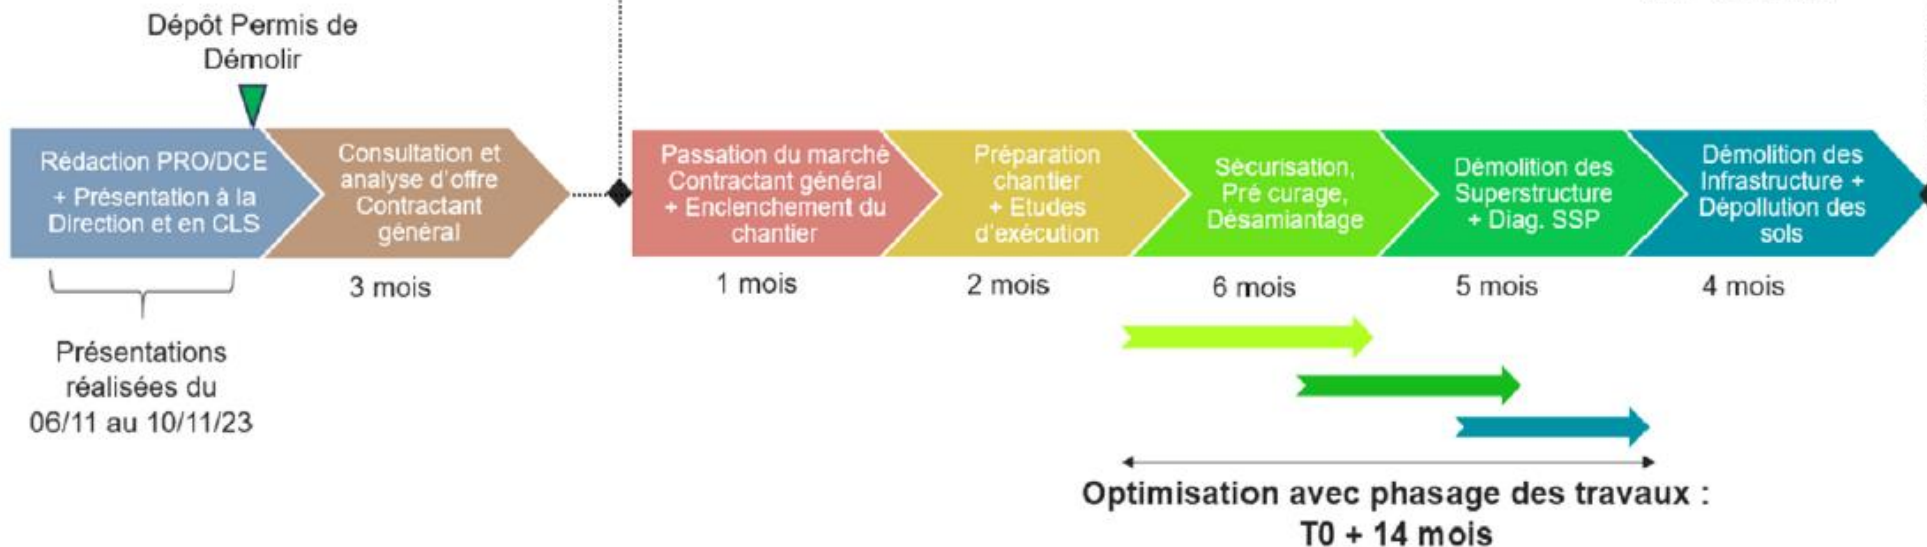 Dépôt Permis de
Démolir
Rédaction PRO/DCE
+ Présentation à la
Direction et en CLS
Consultation et
analyse d'offre
Contractant
général
Passation du marché
Contractant général
+ Enclenchement du
chantier
Préparation
chantier
+ Etudes
d'exécution
Sécurisation,
Pré curage,
Désamiantage
Démolition des
Superstructure
+ Diag. SSP
Démolition des
Infrastructure +
Dépollution des
sols
3 mois
1 mois
2 mois
6 mois
5 mois
4 mois
Présentations
réalisées du
06/11 au 10/11/23
Optimisation avec phasage des travaux :
T0 + 14 mois